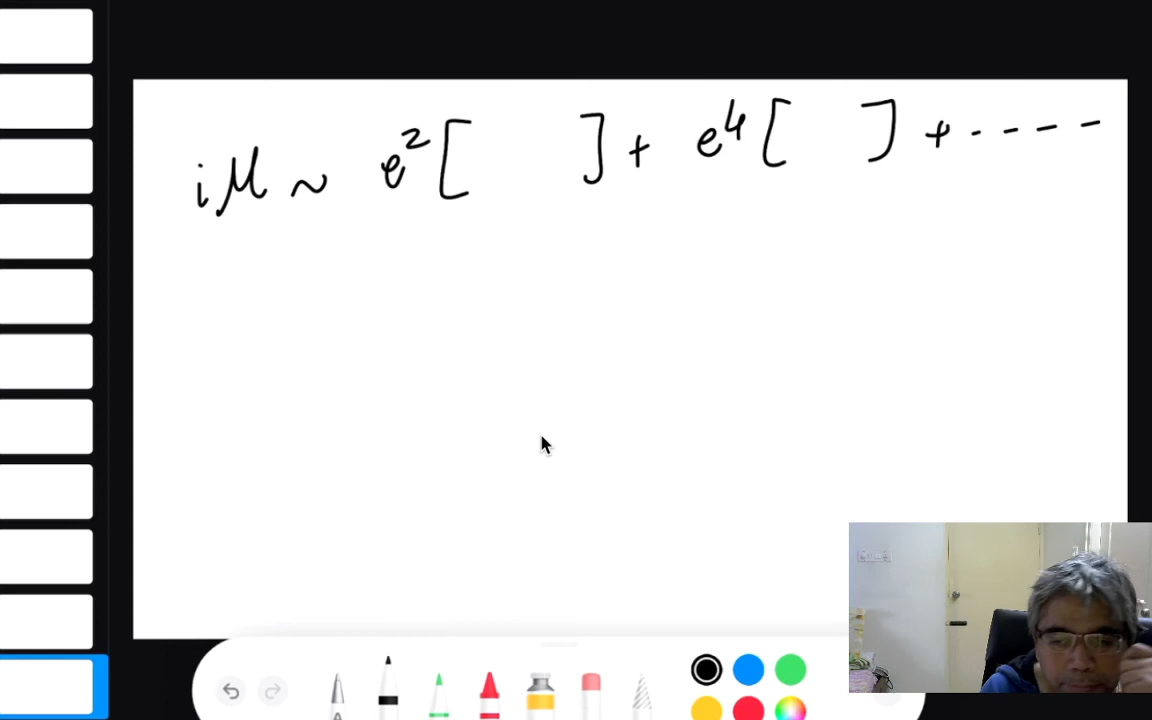 i𝓜 ~ e² [ ] + e⁴ [ ] + ----